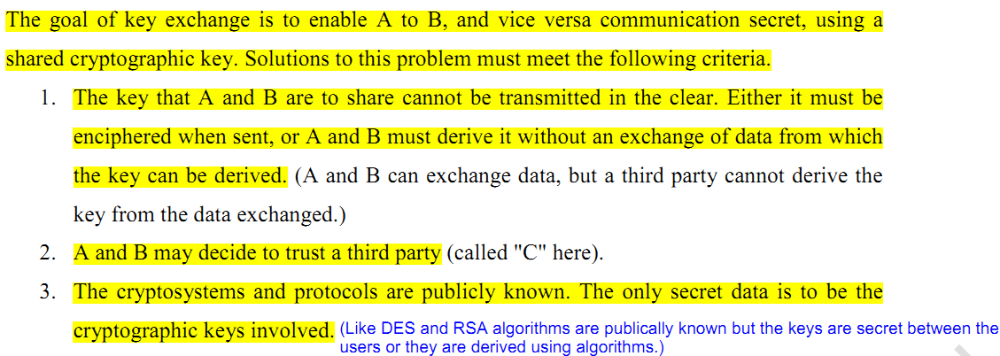 The goal of key exchange is to enable A to B, and vice versa communication secret, using a
shared cryptographic key. Solutions to this problem must meet the following criteria.
1. The key that A and B are to share cannot be transmitted in the clear. Either it must be
enciphered when sent, or A and B must derive it without an exchange of data from which
the key can be derived. (A and B can exchange data, but a third party cannot derive the
key from the data exchanged.)
2. A and B may decide to trust a third party (called "C" here).
3. The cryptosystems and protocols are publicly known. The only secret data is to be the
cryptographic keys involved. (Like DES and RSA algorithms are publically known but the keys are secret between the
users or they are derived using algorithms.)